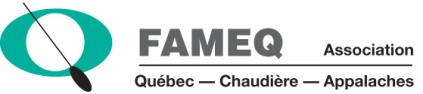 FAMEQ Association
Québec — Chaudière — Appalaches